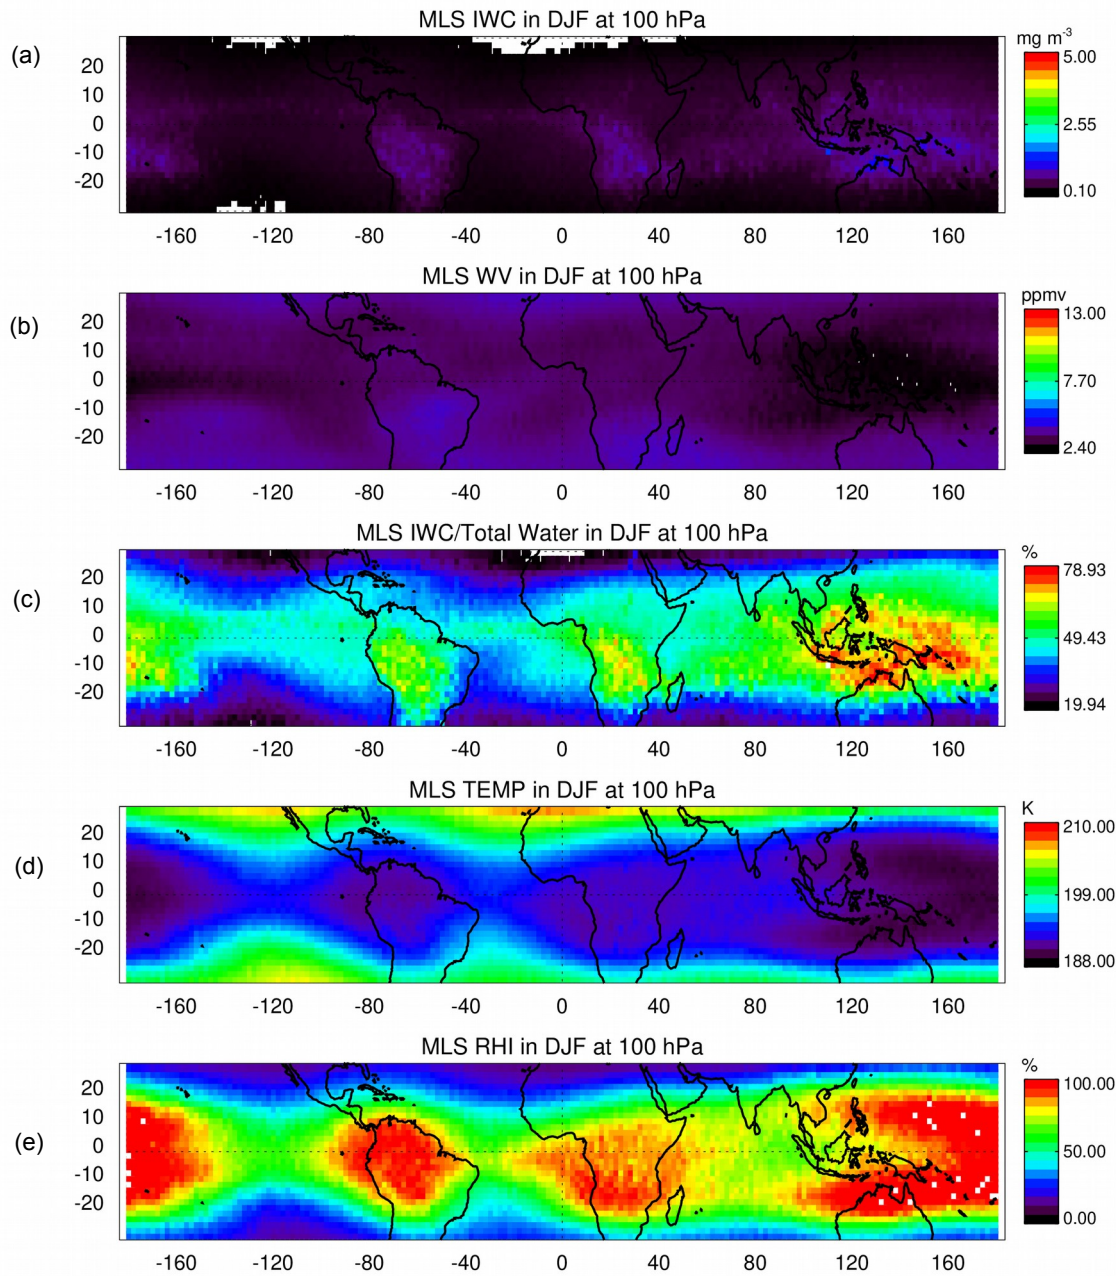 MLS IWC in DJF at 100 hPa
(a)
mg m-3
20
10
0
-10
-20
5.00
2.55
0.10
-160 -120 -80 -40 0 40 80 120 160
MLS WV in DJF at 100 hPa
(b)
ppmv
20
10
0
-10
-20
13.00
7.70
2.40
-160 -120 -80 -40 0 40 80 120 160
MLS IWC/Total Water in DJF at 100 hPa
(c)
%
20
10
0
-10
-20
78.93
49.43
19.94
-160 -120 -80 -40 0 40 80 120 160
MLS TEMP in DJF at 100 hPa
(d)
K
20
10
0
-10
-20
210.00
199.00
188.00
-160 -120 -80 -40 0 40 80 120 160
MLS RHI in DJF at 100 hPa
(e)
%
20
10
0
-10
-20
100.00
50.00
0.00
-160 -120 -80 -40 0 40 80 120 160